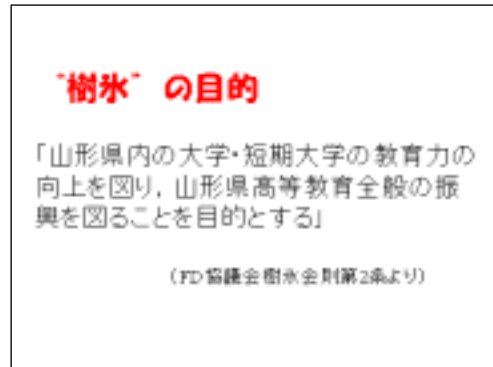 “樹氷”の目的
「山形県内の大学・短期大学の教育力の
向上を図り，山形県高等教育全般の振
興を図ることを目的とする」
（FD協議会樹氷会則第2条より）